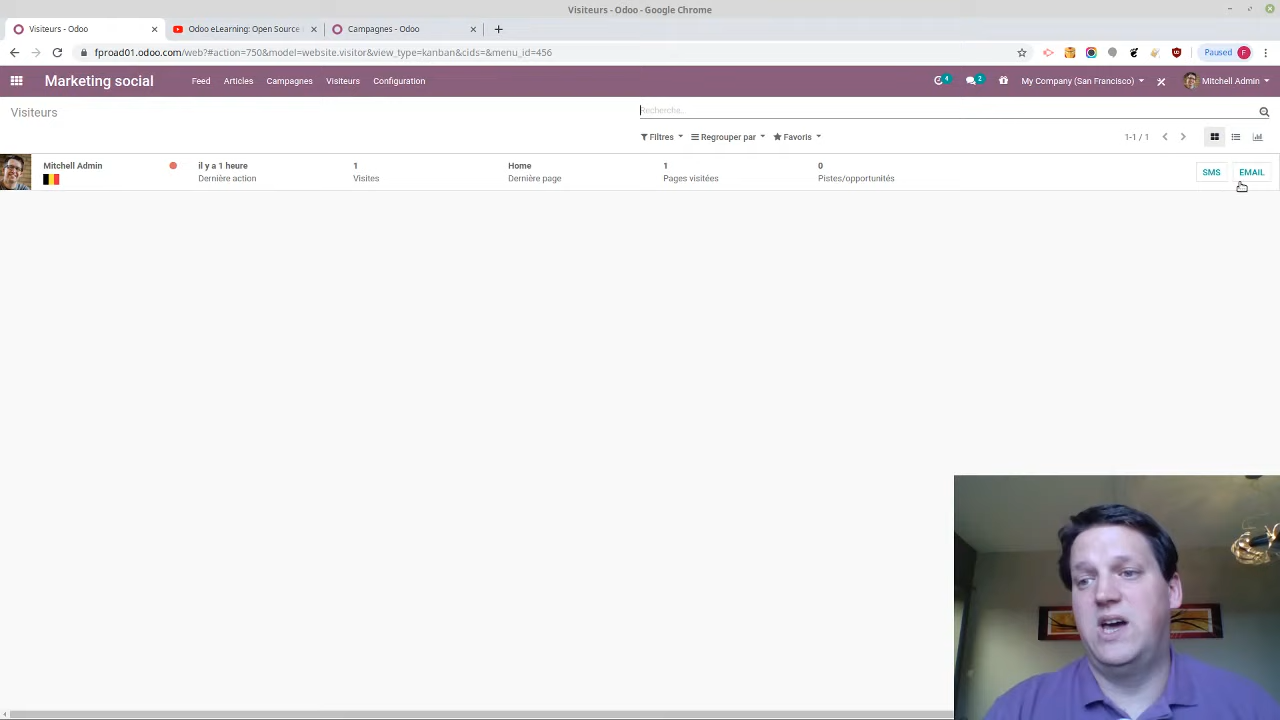 Visiteurs - Odoo - Google Chrome
Visiteurs - Odoo
Odoo eLearning: Open Source
Campagnes - Odoo
fproad01.odoo.com/web?#action=750&model=website.visitor&view_type=kanban&cids=&menu_id=456
Paused
F
Marketing social
Feed
Articles
Campagnes
Visiteurs
Configuration
4
2
My Company (San Francisco)
Mitchell Admin
Visiteurs
Recherche...
Filtres
Regrouper par
Favoris
1-1 / 1
Mitchell Admin
il y a 1 heure
Dernière action
1
Visites
Home
Dernière page
1
Pages visitées
0
Pistes/opportunités
SMS
EMAIL